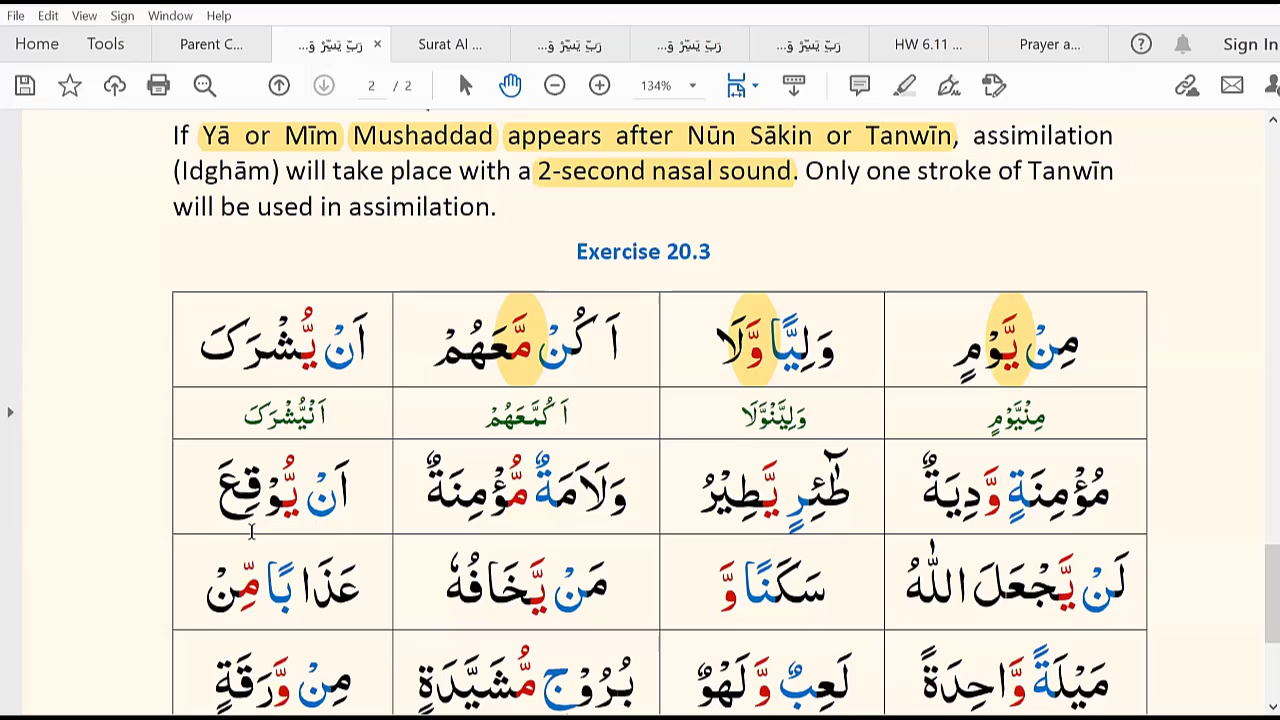 File Edit View Sign Window Help
Home Tools Parent C... رَبِّ يَسِّرْ وَ... × Surat Al ... رَبِّ يَسِّرْ وَ... رَبِّ يَسِّرْ وَ... رَبِّ يَسِّرْ وَ... HW 6.11 ... Prayer a... Sign In
2 / 2 134%
If Yā or Mīm Mushaddad appears after Nūn Sākin or Tanwīn, assimilation
(Idghām) will take place with a 2-second nasal sound. Only one stroke of Tanwīn
will be used in assimilation.
Exercise 20.3
مِنْ يَّوْمٍ وَلِيًّا وَّلَا اَكُنْ مَّعَهُمْ اَنْ يُّشْرَكَ
مِنْيَّوْمٍ وَلِيَّنْوَّلَا اَكُمَّعَهُمْ اَنْيُّشْرَكَ
مُؤْمِنَةٍ وَّدِيَةٌ طٰٓئِرٍ يَّطِيْرُ وَلَاَمَةٌ مُّؤْمِنَةٌ اَنْ يُّوْقِعَ
لَنْ يَّجْعَلَ اللّٰهُ سَكَنًا وَّ مَنْ يَّخَافُهٗ عَذَابًا مِّنْ
مَيْلَةً وَّاحِدَةً لَعِبٌ وَّلَهْوٌ بُرُوْجٍ مُّشَيَّدَةٍ مِنْ وَّرَقَةٍ